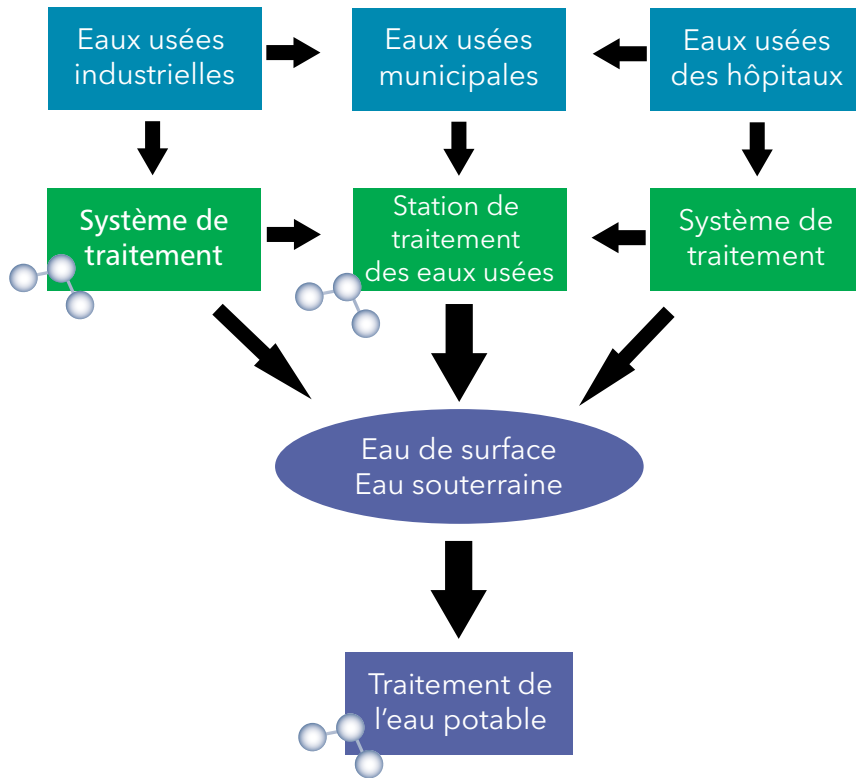 Eaux usées
industrielles
Eaux usées
municipales
Eaux usées
des hôpitaux
Système de
traitement
Station de
traitement
des eaux usées
Système de
traitement
Eau de surface
Eau souterraine
Traitement de
l’eau potable